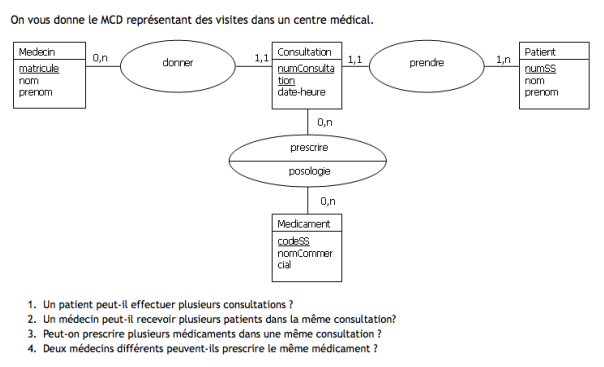 On vous donne le MCD représentant des visites dans un centre médical.
Medecin
matricule
nom
prenom
0,n
donner
1,1
Consultation
numConsulta
tion
date-heure
1,1
prendre
1,n
Patient
numSS
nom
prenom
0,n
prescrire
posologie
0,n
Medicament
codeSS
nomCommer
cial
1. Un patient peut-il effectuer plusieurs consultations ?
2. Un médecin peut-il recevoir plusieurs patients dans la même consultation?
3. Peut-on prescrire plusieurs médicaments dans une même consultation ?
4. Deux médecins différents peuvent-ils prescrire le même médicament ?